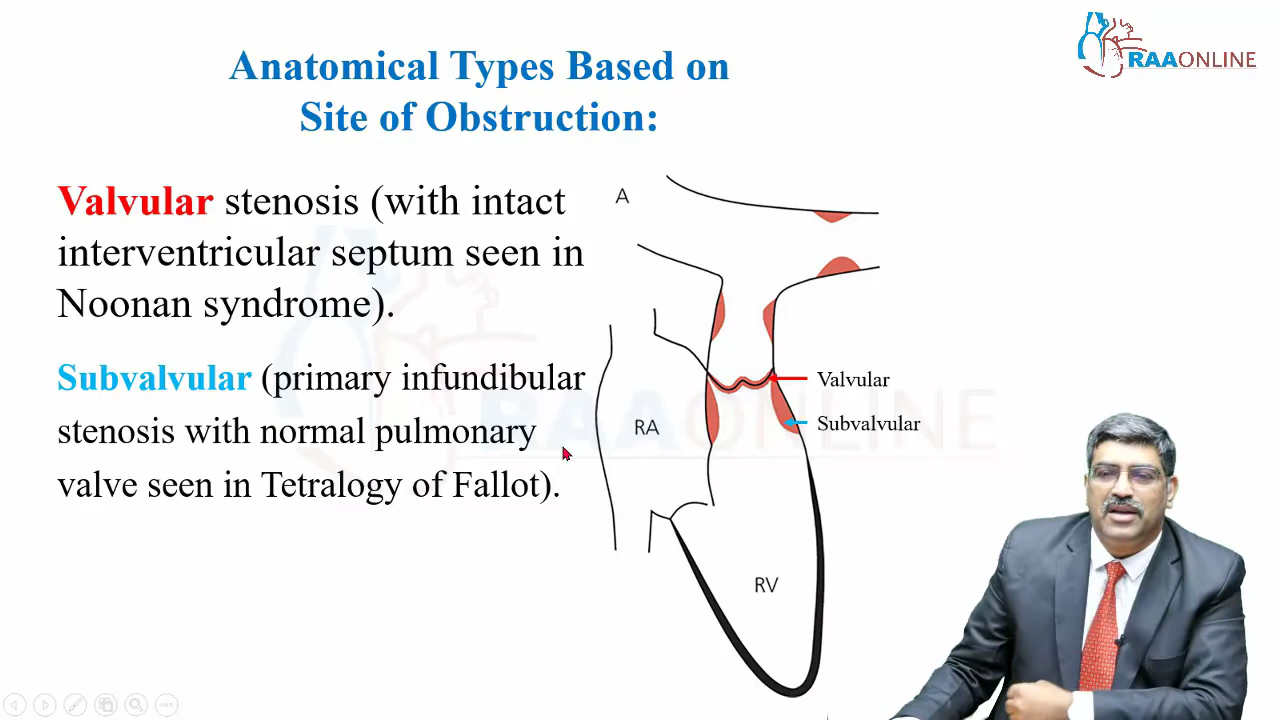 RAAONLINE
Anatomical Types Based on
Site of Obstruction:
Valvular stenosis (with intact
interventricular septum seen in
Noonan syndrome).
Subvalvular (primary infundibular
stenosis with normal pulmonary
valve seen in Tetralogy of Fallot).
A
Valvular
Subvalvular
RA
RV
RAAONLINE